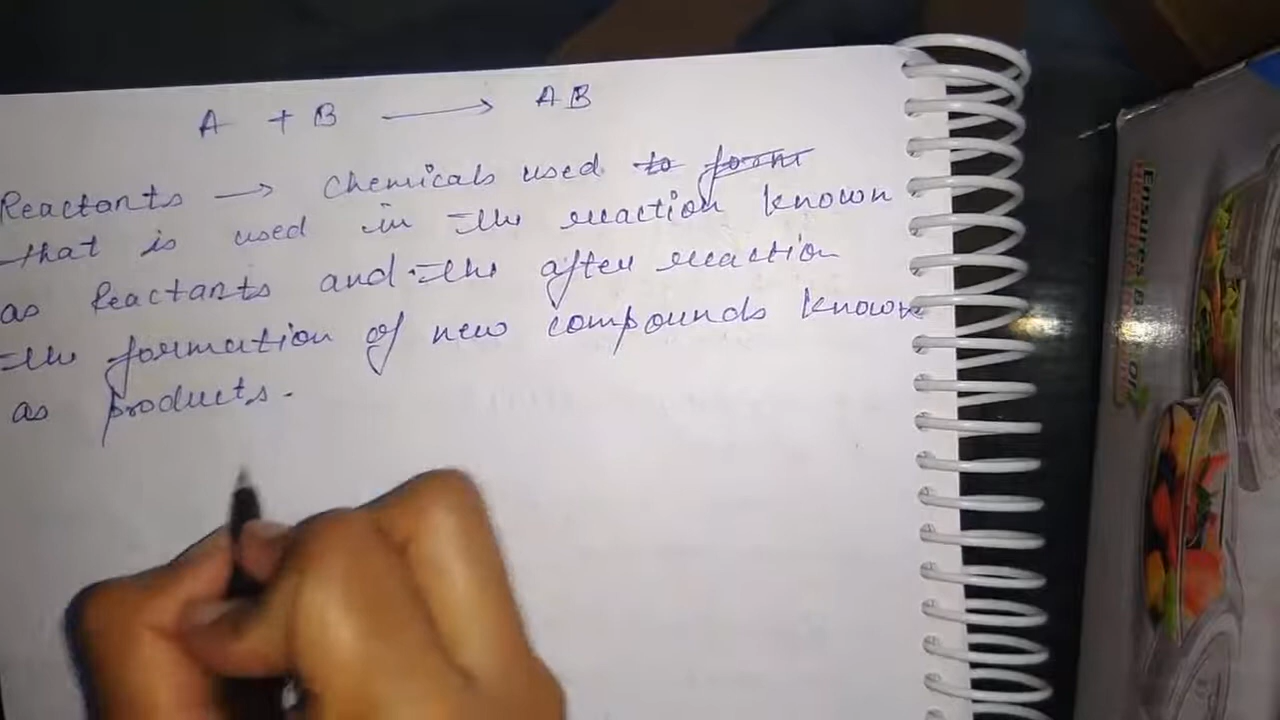 A + B → AB
Reactants → Chemicals used to form
that is used in the reaction known
as Reactants and the after reaction
the formation of new compounds known
as products.
Ensures